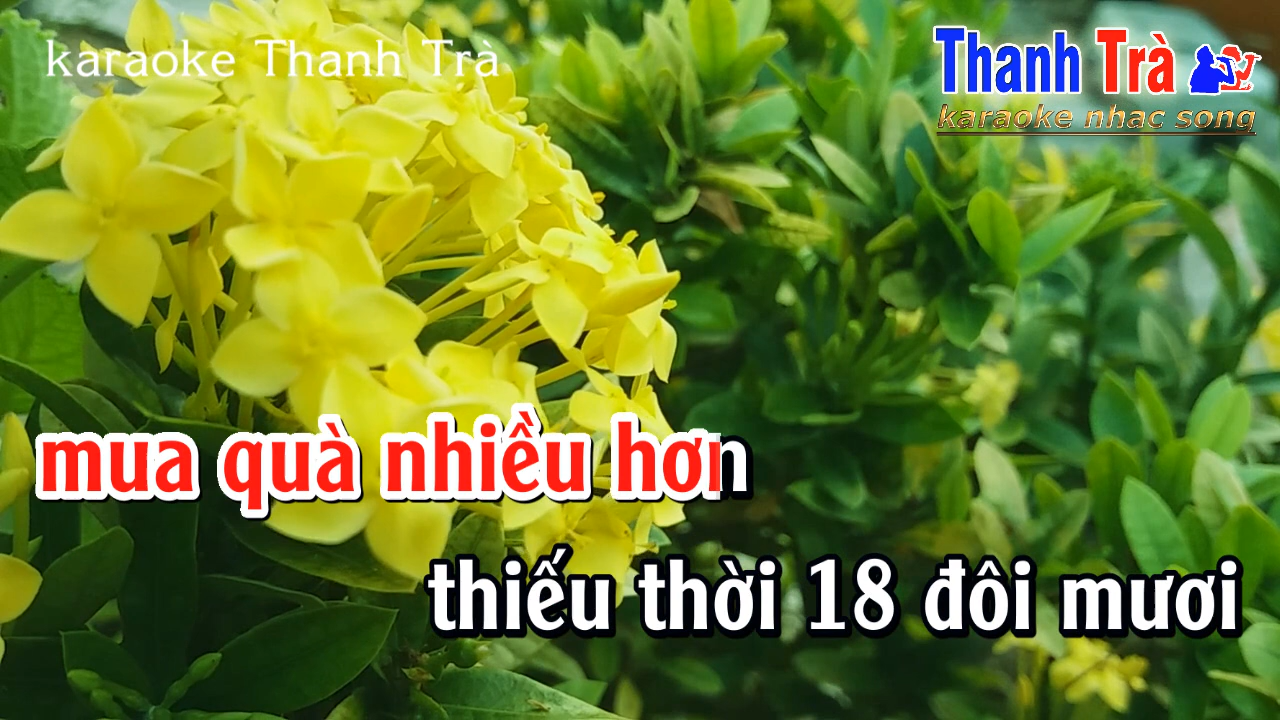 karaoke Thanh Trà
Thanh Trà
karaoke nhac song
mua quà nhiều hơn
thiếu thời 18 đôi mươi